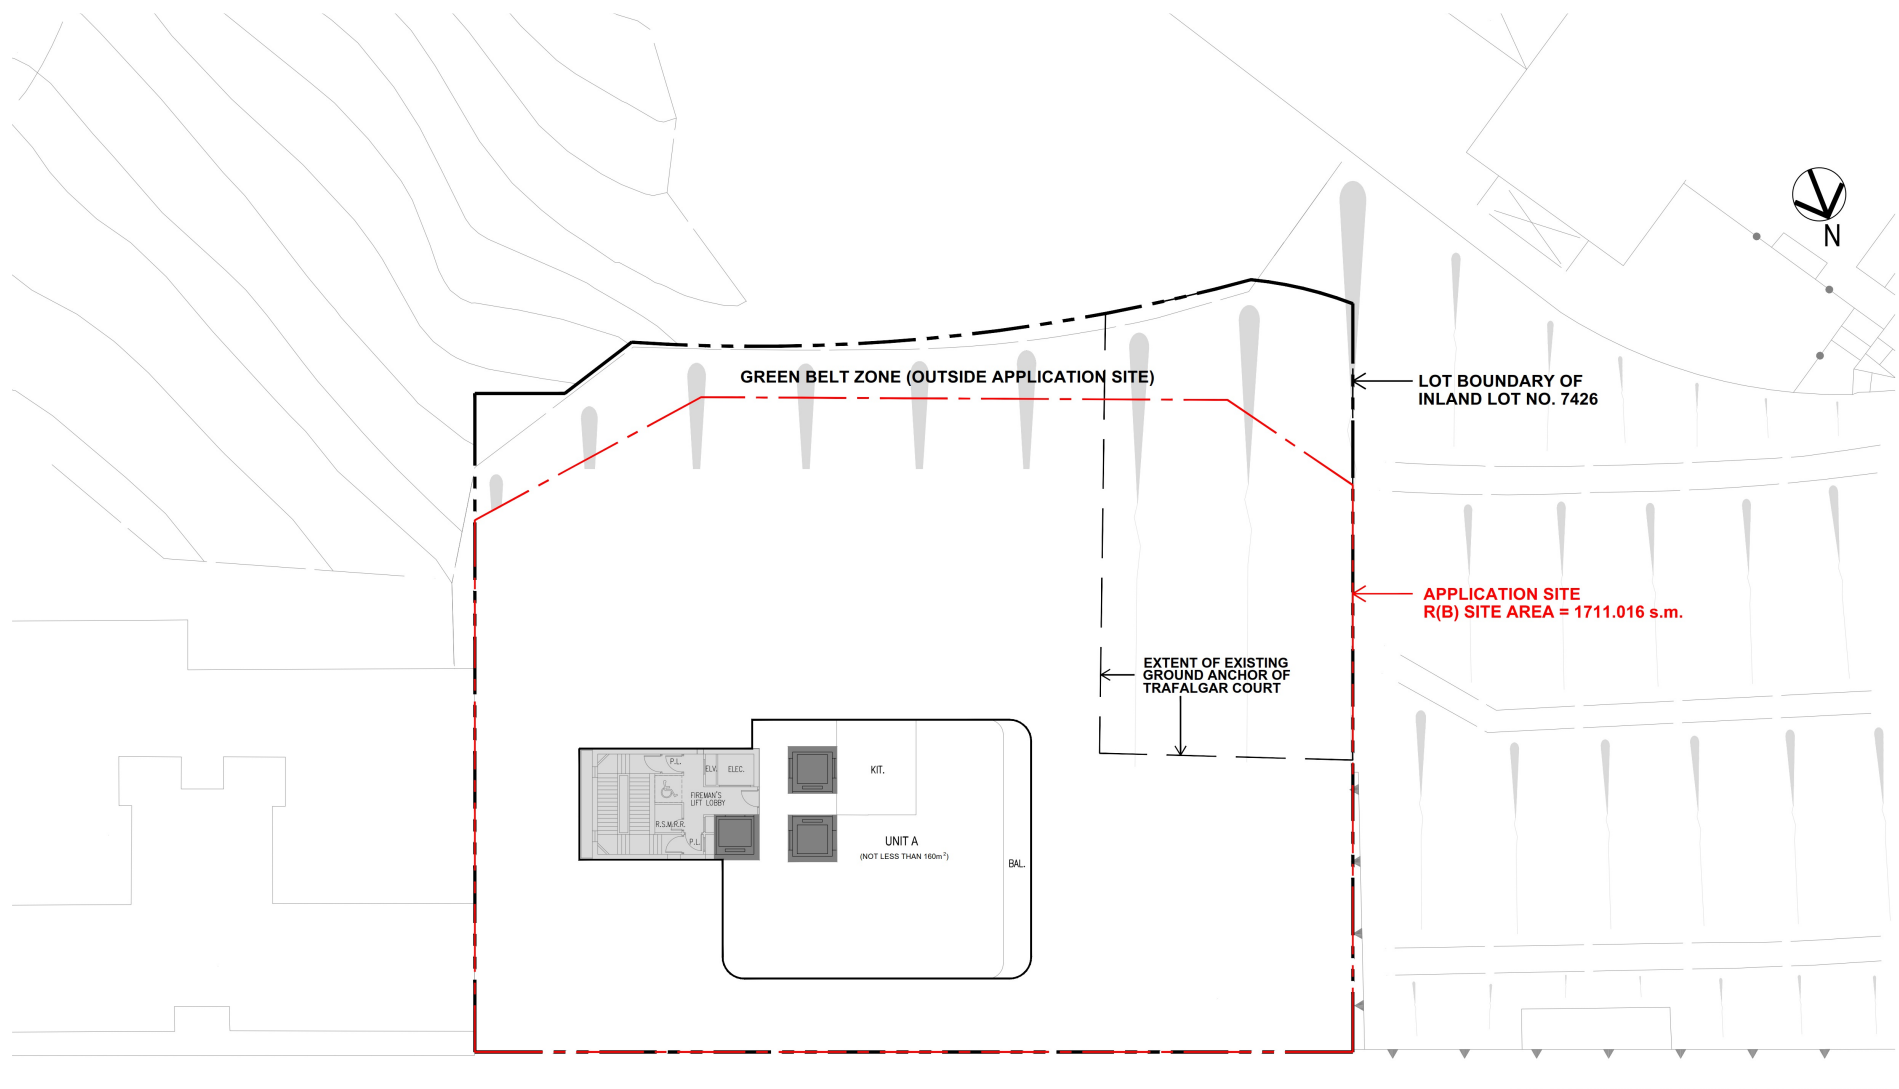 N
GREEN BELT ZONE (OUTSIDE APPLICATION SITE)
LOT BOUNDARY OF
INLAND LOT NO. 7426
APPLICATION SITE
R(B) SITE AREA = 1711.016 s.m.
EXTENT OF EXISTING
GROUND ANCHOR OF
TRAFALGAR COURT
P.L.
ELV.
ELEC.
KIT.
FIREMAN'S
LIFT LOBBY
R.S.M.R.R.
P.L.
UNIT A
(NOT LESS THAN 160m²)
BAL.